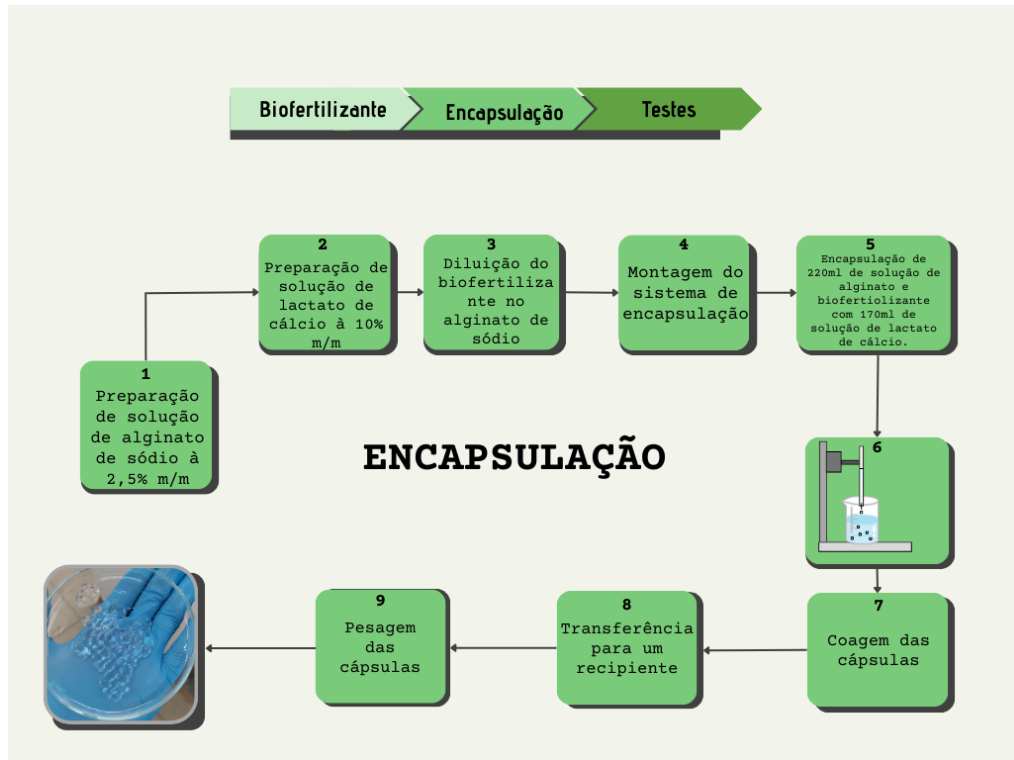 Biofertilizante
Encapsulação
Testes
1
Preparação
de solução
de alginato
de sódio à
2,5% m/m
2
Preparação de
solução de
lactato de
cálcio à 10%
m/m
3
Diluição do
biofertiliza
nte no
alginato de
sódio
4
Montagem do
sistema de
encapsulação
5
Encapsulação de
220ml de solução de
alginato e
biofertiolizante
com 170ml de
solução de lactato
de cálcio.
ENCAPSULAÇÃO
6
7
Coagem das
cápsulas
8
Transferência
para um
recipiente
9
Pesagem
das
cápsulas